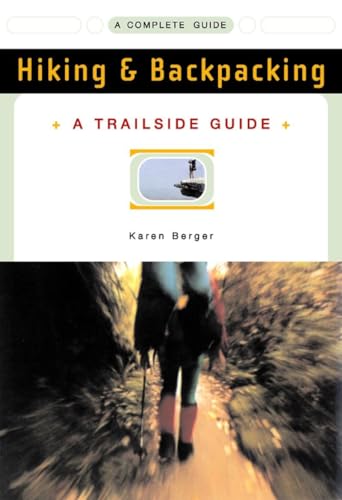 A COMPLETE GUIDE
Hiking & Backpacking
+ A TRAILSIDE GUIDE +
Karen Berger